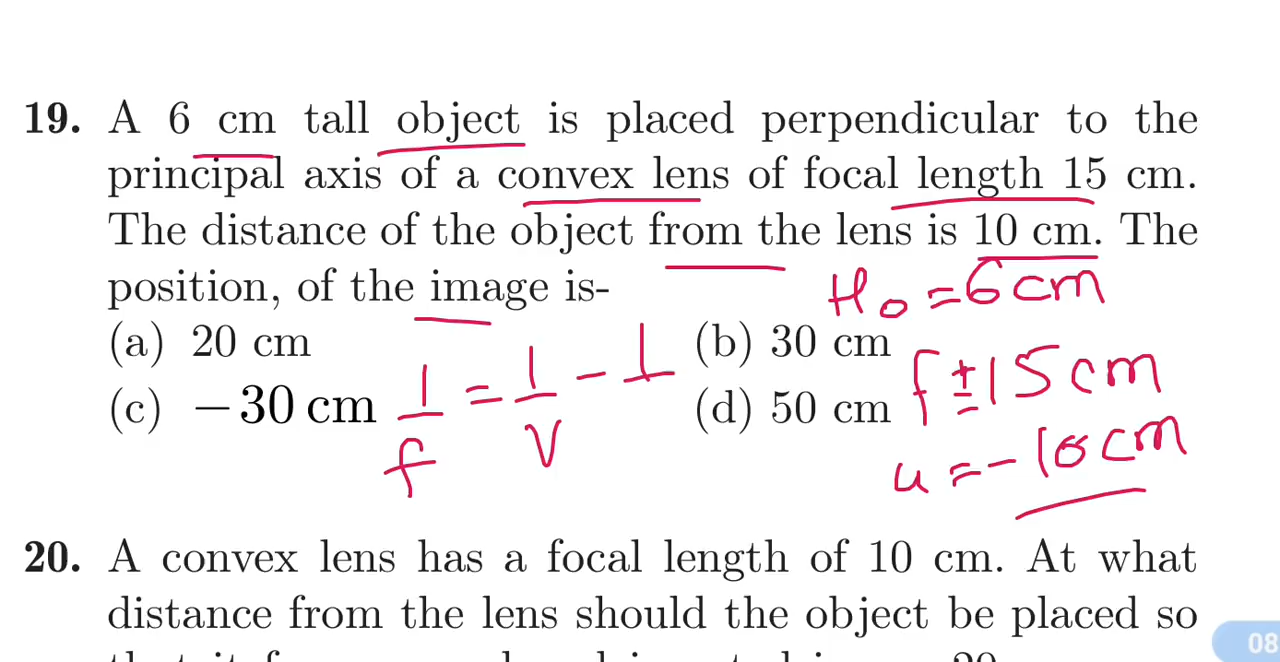 19. A 6 cm tall object is placed perpendicular to the
principal axis of a convex lens of focal length 15 cm.
The distance of the object from the lens is 10 cm. The
position, of the image is-
H₀ = 6 cm
(a) 20 cm (b) 30 cm
(c) −30 cm (d) 50 cm
1/f = 1/v − 1
f = +15 cm
u = −10 cm
20. A convex lens has a focal length of 10 cm. At what
distance from the lens should the object be placed so
08